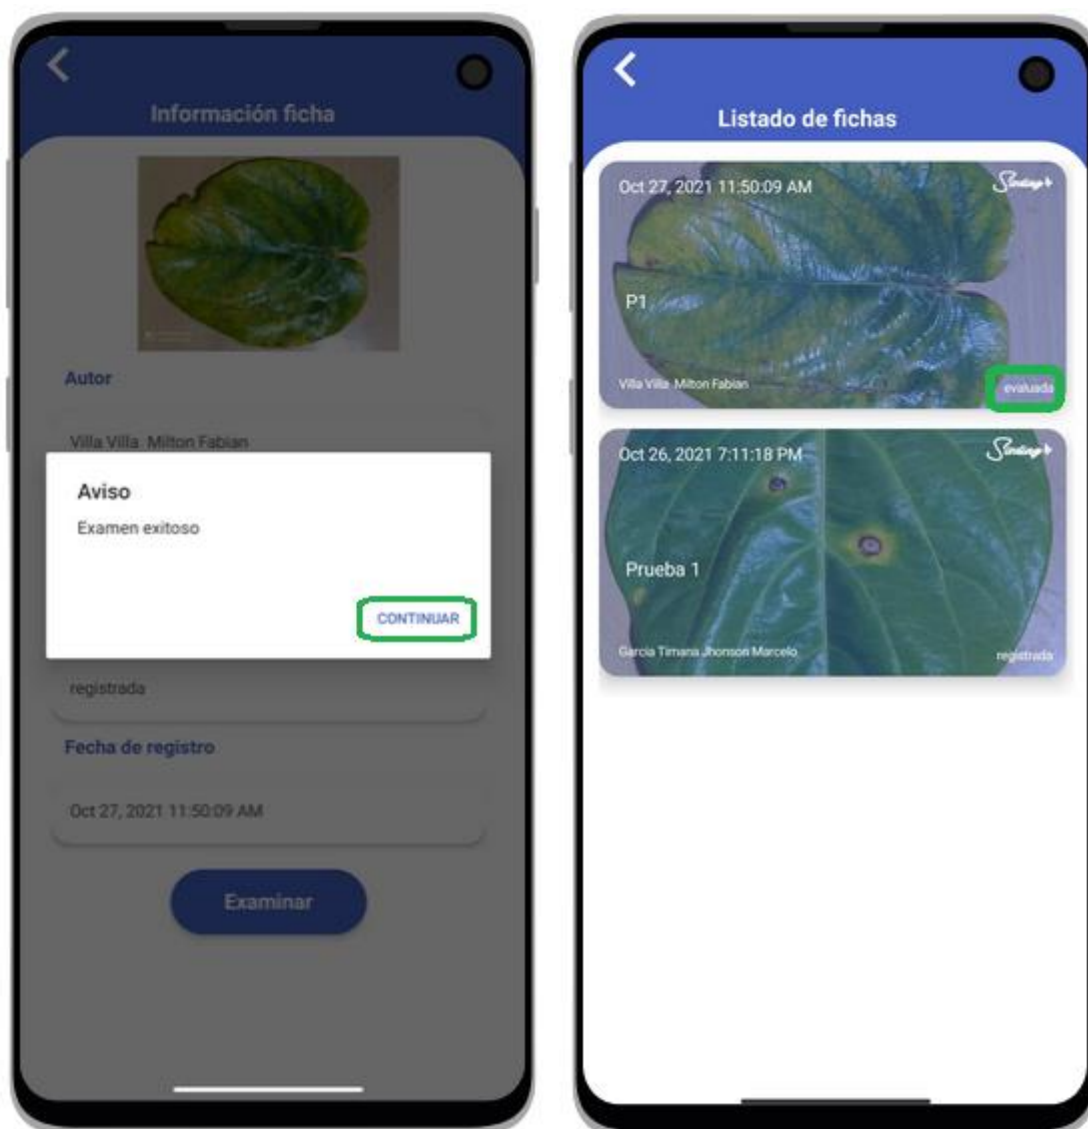 Información ficha
Autor
Villa Villa Milton Fabian
Aviso
Examen exitoso
CONTINUAR
registrada
Fecha de registro
Oct 27, 2021 11:50:09 AM
Examinar
Listado de fichas
Oct 27, 2021 11:50:09 AM
P1
Villa Villa Milton Fabian
evaluada
Oct 26, 2021 7:11:18 PM
Prueba 1
Garcia Timana Jhonson Marcelo
registrada